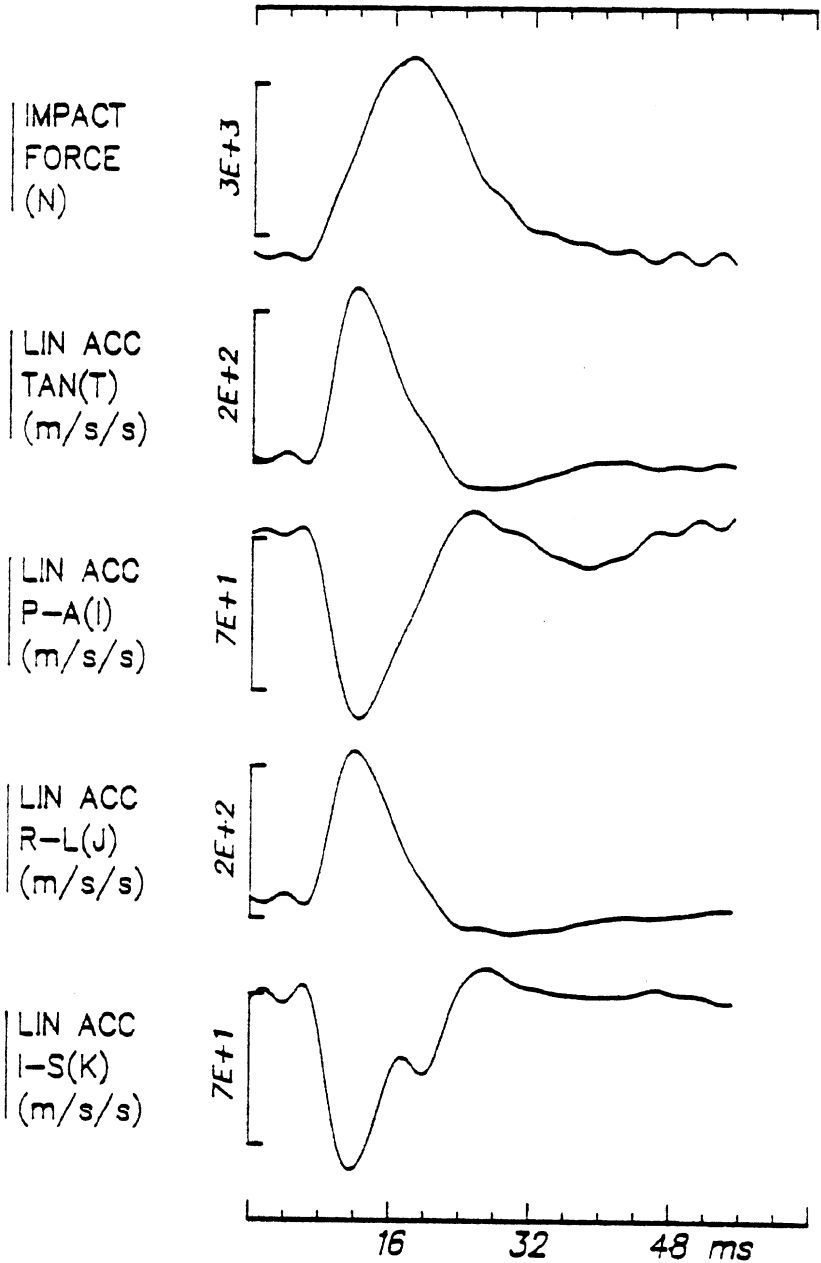 IMPACT
FORCE
(N)
3E+3
LIN ACC
TAN(T)
(m/s/s)
2E+2
LIN ACC
P-A(I)
(m/s/s)
7E+1
LIN ACC
R-L(J)
(m/s/s)
2E+2
LIN ACC
I-S(K)
(m/s/s)
7E+1
16 32 48 ms